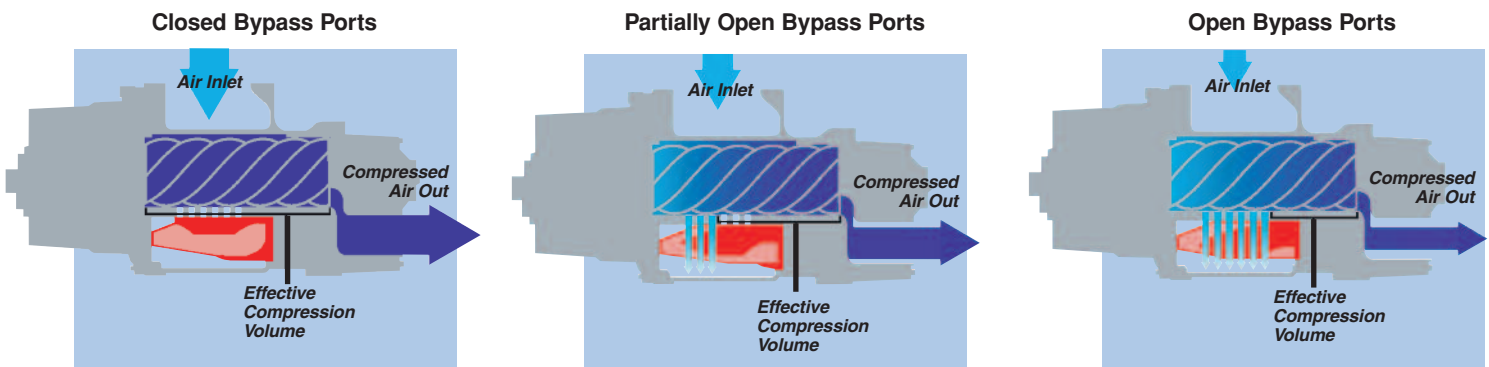 Closed Bypass Ports
Air Inlet
Compressed
Air Out
Effective
Compression
Volume
Partially Open Bypass Ports
Air Inlet
Compressed
Air Out
Effective
Compression
Volume
Open Bypass Ports
Air Inlet
Compressed
Air Out
Effective
Compression
Volume